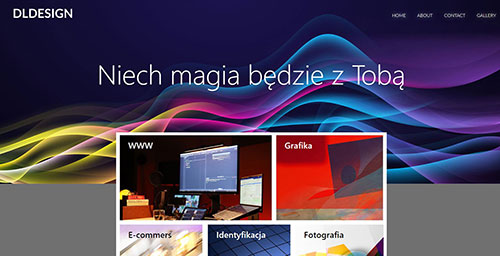 DLDESIGN
HOME ABOUT CONTACT GALLERY
Niech magia będzie z Tobą
WWW
Grafika
E-commers
Identyfikacja
Fotografia